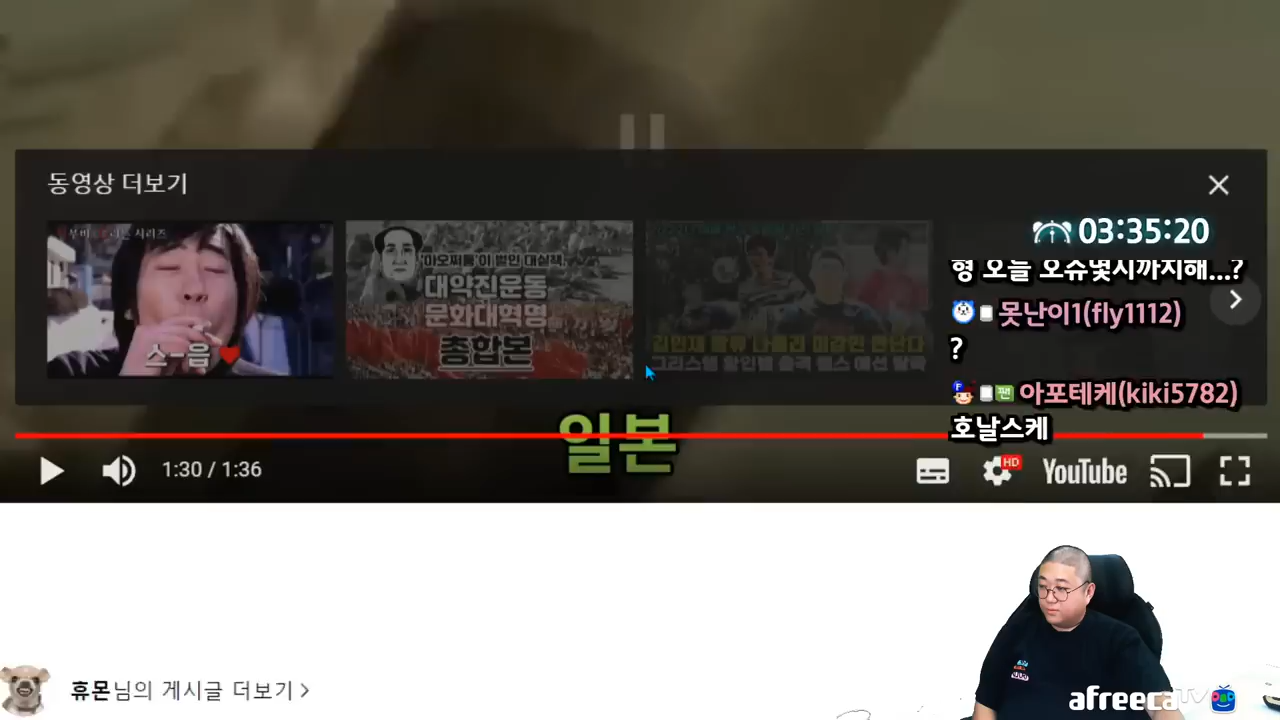 동영상 더보기
스-읍
'마오쩌둥'이 벌인 대실책,
대약진운동
문화대혁명
총합본
03:35:20
형 오늘 오슈몇시까지해...?
못난이1(fly1112)
?
팬 아포테케(kiki5782)
호날스케
일본
1:30 / 1:36
HD
YouTube
휴몬님의 게시글 더보기
afreecaTV